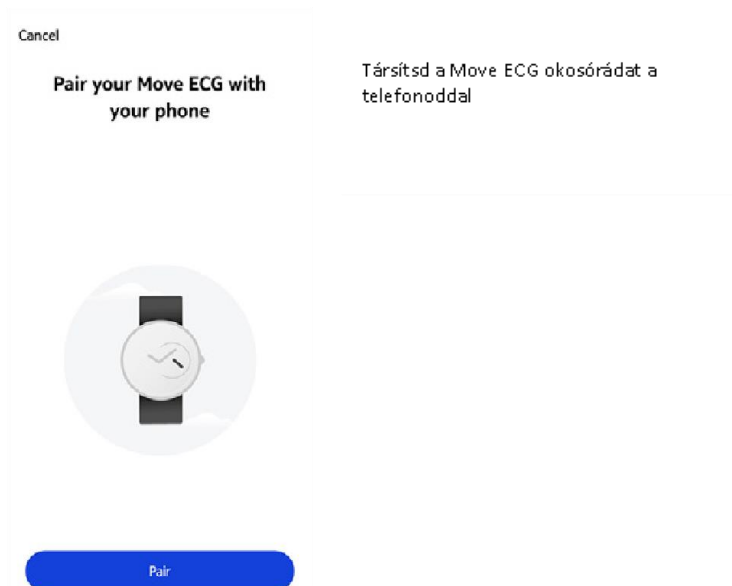 Cancel
Pair your Move ECG with
your phone
Társítsd a Move ECG okosórádat a
telefonoddal
Pair